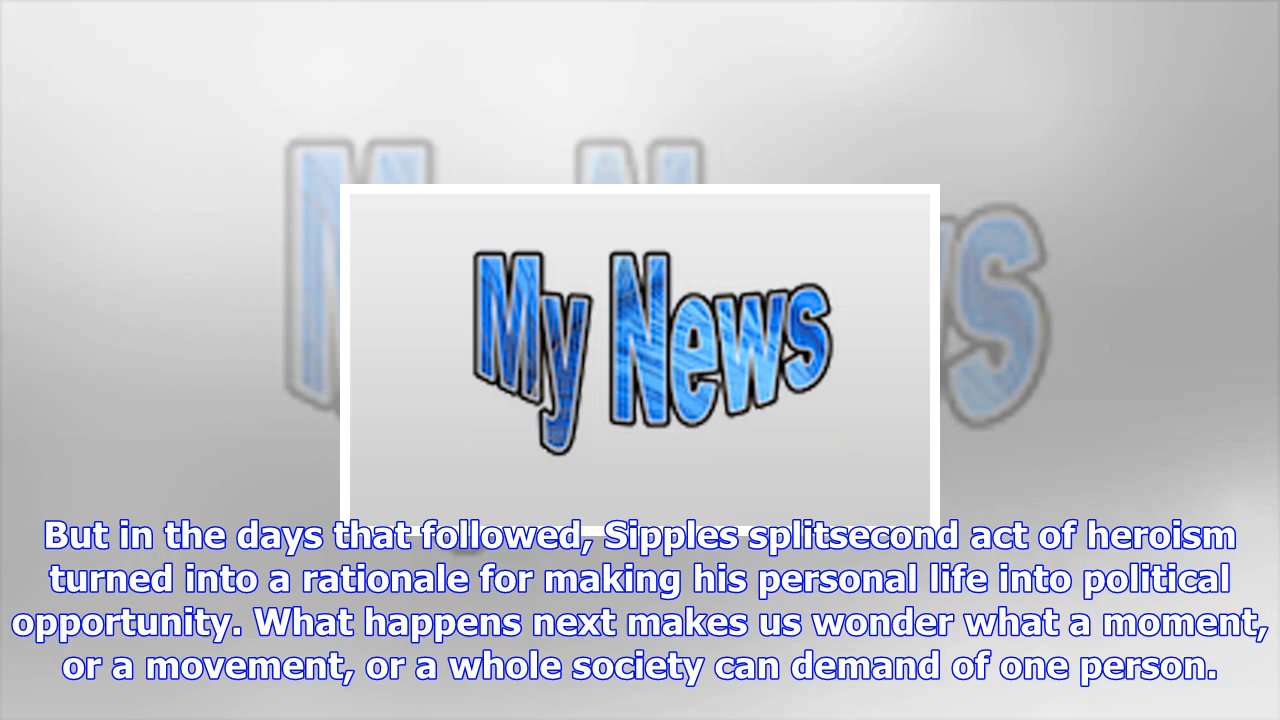 My News
But in the days that followed, Sipples splitsecond act of heroism
turned into a rationale for making his personal life into political
opportunity. What happens next makes us wonder what a moment,
or a movement, or a whole society can demand of one person.